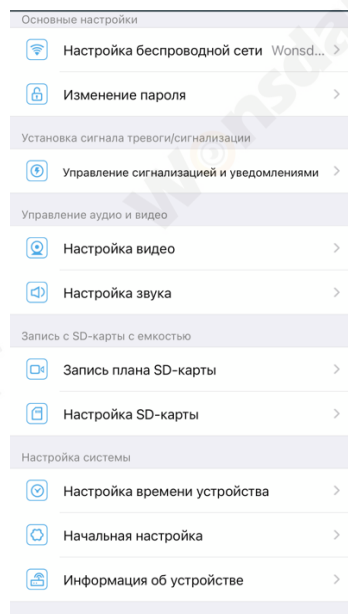 Основные настройки
Настройка беспроводной сети Wonsd...
Изменение пароля
Установка сигнала тревоги/сигнализации
Управление сигнализацией и уведомлениями
Управление аудио и видео
Настройка видео
Настройка звука
Запись с SD-карты с емкостью
Запись плана SD-карты
Настройка SD-карты
Настройка системы
Настройка времени устройства
Начальная настройка
Информация об устройстве
Wonsdar